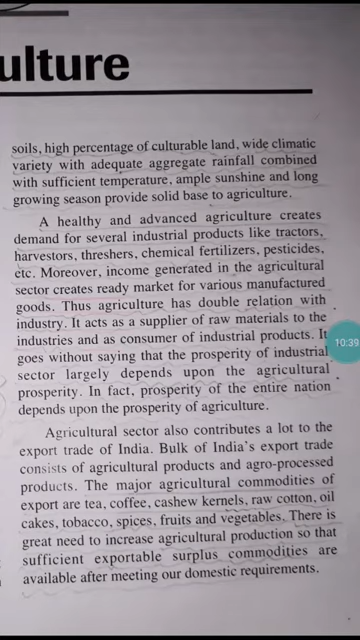 ulture
soils, high percentage of culturable land, wide climatic
variety with adequate aggregate rainfall combined
with sufficient temperature, ample sunshine and long
growing season provide solid base to agriculture.
A healthy and advanced agriculture creates
demand for several industrial products like tractors,
harvestors, threshers, chemical fertilizers, pesticides,
etc. Moreover, income generated in the agricultural
sector creates ready market for various manufactured
goods. Thus agriculture has double relation with
industry. It acts as a supplier of raw materials to the
industries and as consumer of industrial products. It
goes without saying that the prosperity of industrial
sector largely depends upon the agricultural
prosperity. In fact, prosperity of the entire nation
depends upon the prosperity of agriculture.
Agricultural sector also contributes a lot to the
export trade of India. Bulk of India's export trade
consists of agricultural products and agro-processed
products. The major agricultural commodities of
export are tea, coffee, cashew kernels, raw cotton, oil
cakes, tobacco, spices, fruits and vegetables. There is
great need to increase agricultural production so that
sufficient exportable surplus commodities are
available after meeting our domestic requirements.
10:39